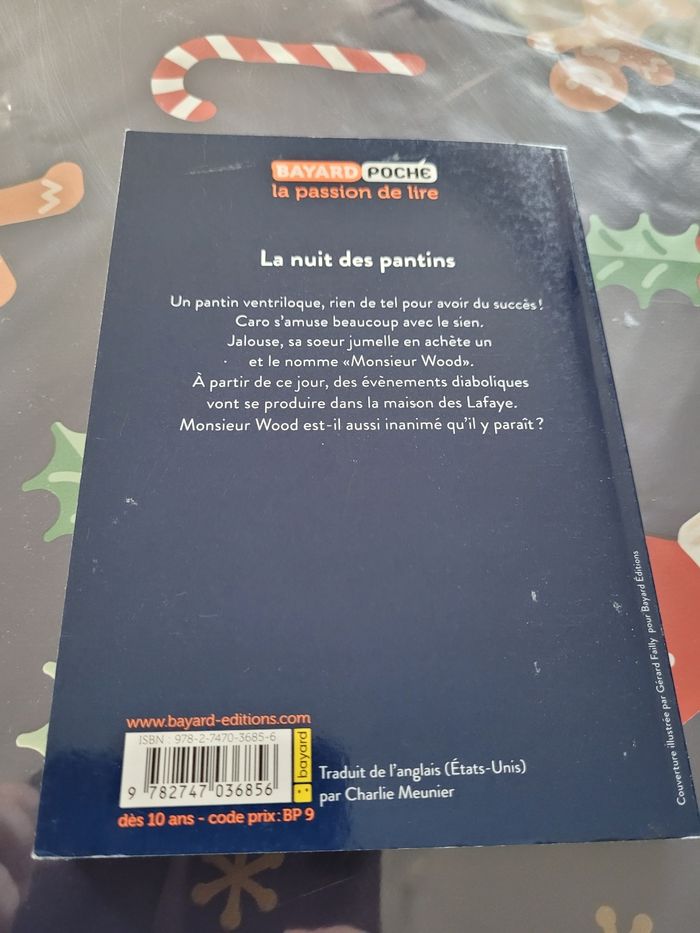 BAYARD POCHE
la passion de lire
La nuit des pantins
Un pantin ventriloque, rien de tel pour avoir du succès !
Caro s'amuse beaucoup avec le sien.
Jalouse, sa soeur jumelle en achète un
et le nomme «Monsieur Wood».
À partir de ce jour, des évènements diaboliques
vont se produire dans la maison des Lafaye.
Monsieur Wood est-il aussi inanimé qu'il y paraît ?
www.bayard-editions.com
ISBN : 978-2-7470-3685-6
bayard
9 782747 036856
dès 10 ans - code prix : BP 9
Traduit de l'anglais (États-Unis)
par Charlie Meunier
Couverture illustrée par Gérard Failly pour Bayard Éditions